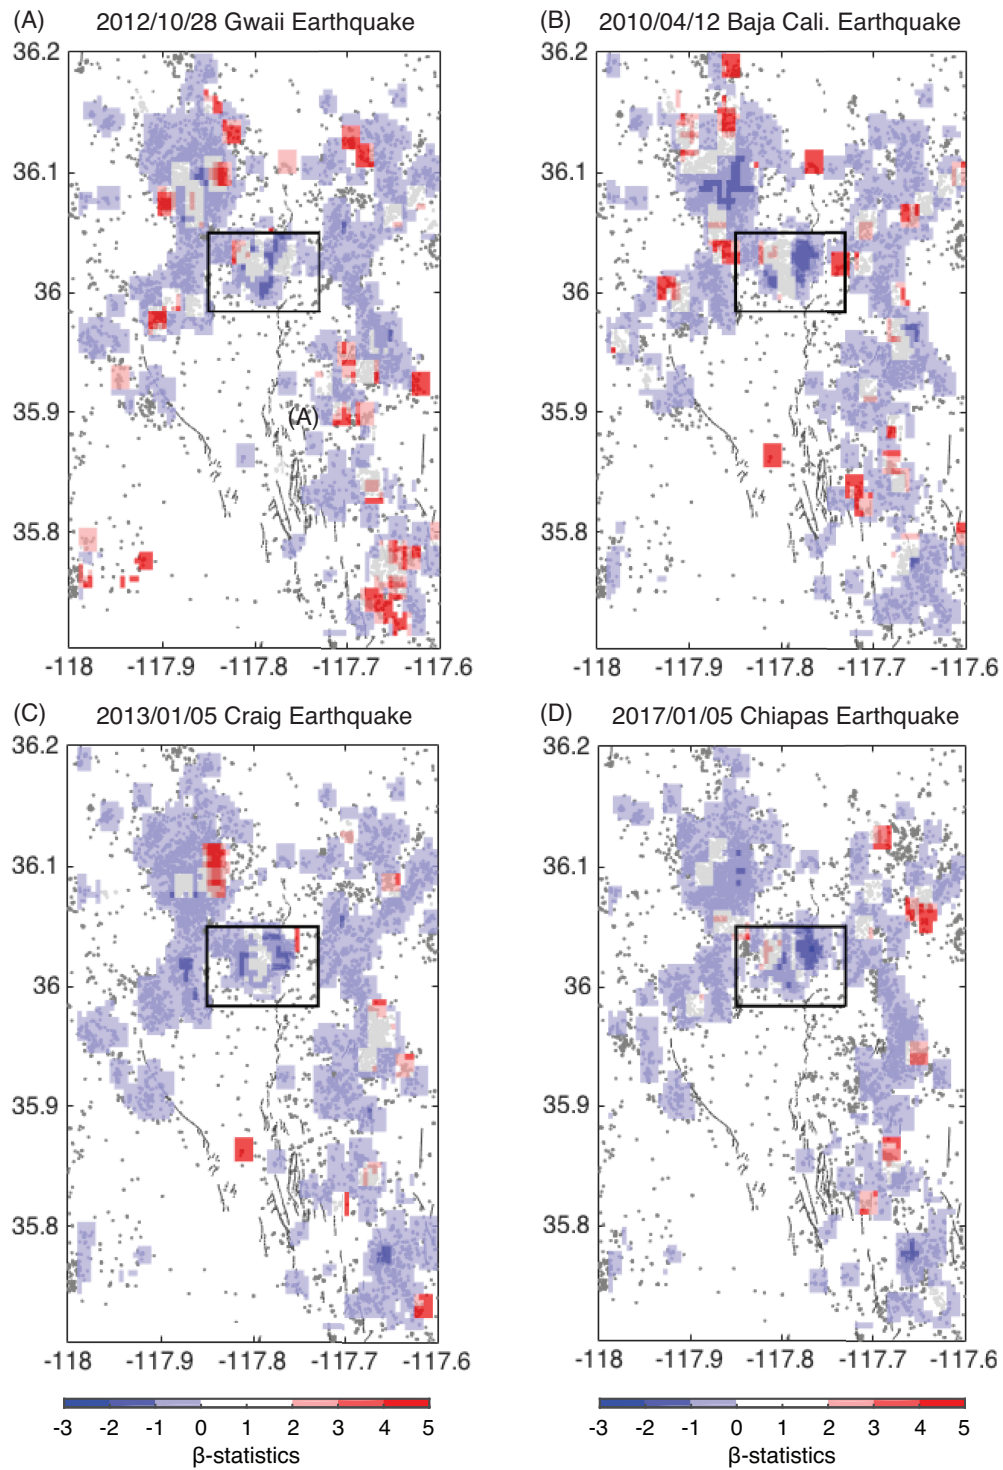 (A) 2012/10/28 Gwaii Earthquake
(B) 2010/04/12 Baja Cali. Earthquake
36.2
36.1
36
35.9
35.8
(A)
-118 -117.9 -117.8 -117.7 -117.6
36.2
36.1
36
35.9
35.8
-118 -117.9 -117.8 -117.7 -117.6
(C) 2013/01/05 Craig Earthquake
(D) 2017/01/05 Chiapas Earthquake
36.2
36.1
36
35.9
35.8
-118 -117.9 -117.8 -117.7 -117.6
36.2
36.1
36
35.9
35.8
-118 -117.9 -117.8 -117.7 -117.6
-3 -2 -1 0 1 2 3 4 5
β-statistics
-3 -2 -1 0 1 2 3 4 5
β-statistics